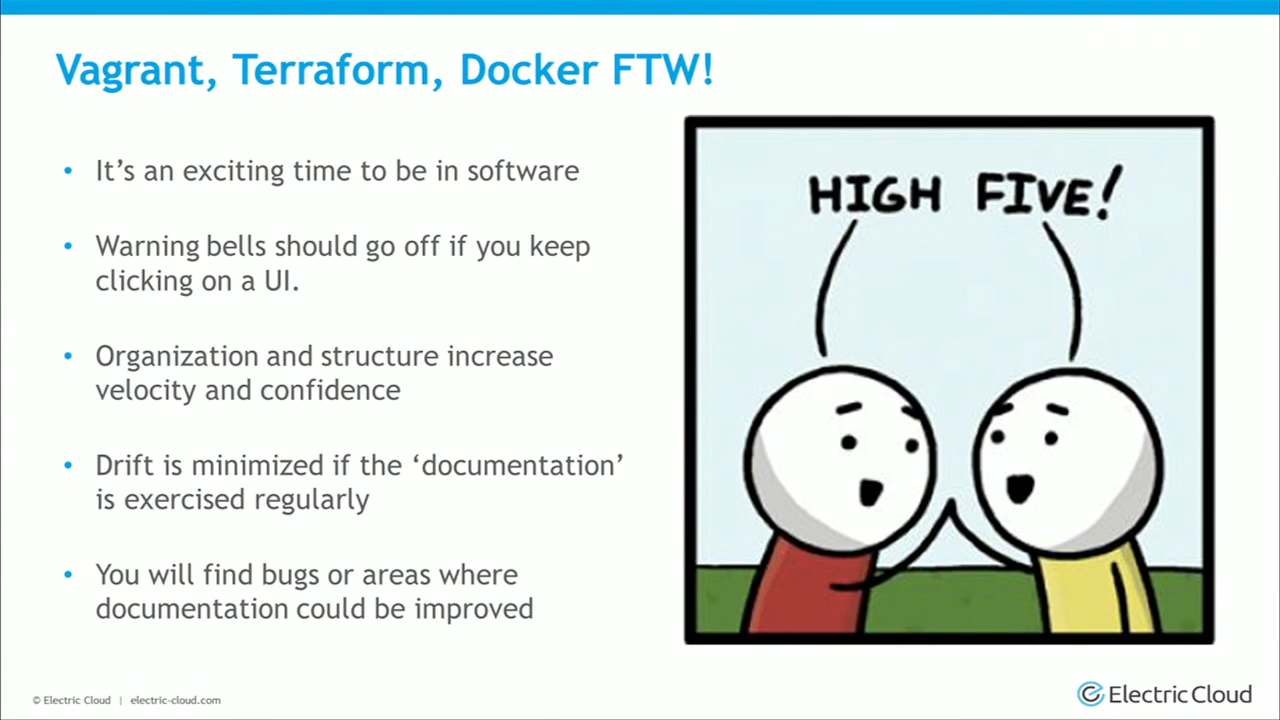 Vagrant, Terraform, Docker FTW!
• It’s an exciting time to be in software
• Warning bells should go off if you keep
clicking on a UI.
• Organization and structure increase
velocity and confidence
• Drift is minimized if the ‘documentation’
is exercised regularly
• You will find bugs or areas where
documentation could be improved
HIGH FIVE!
© Electric Cloud | electric-cloud.com
Electric Cloud